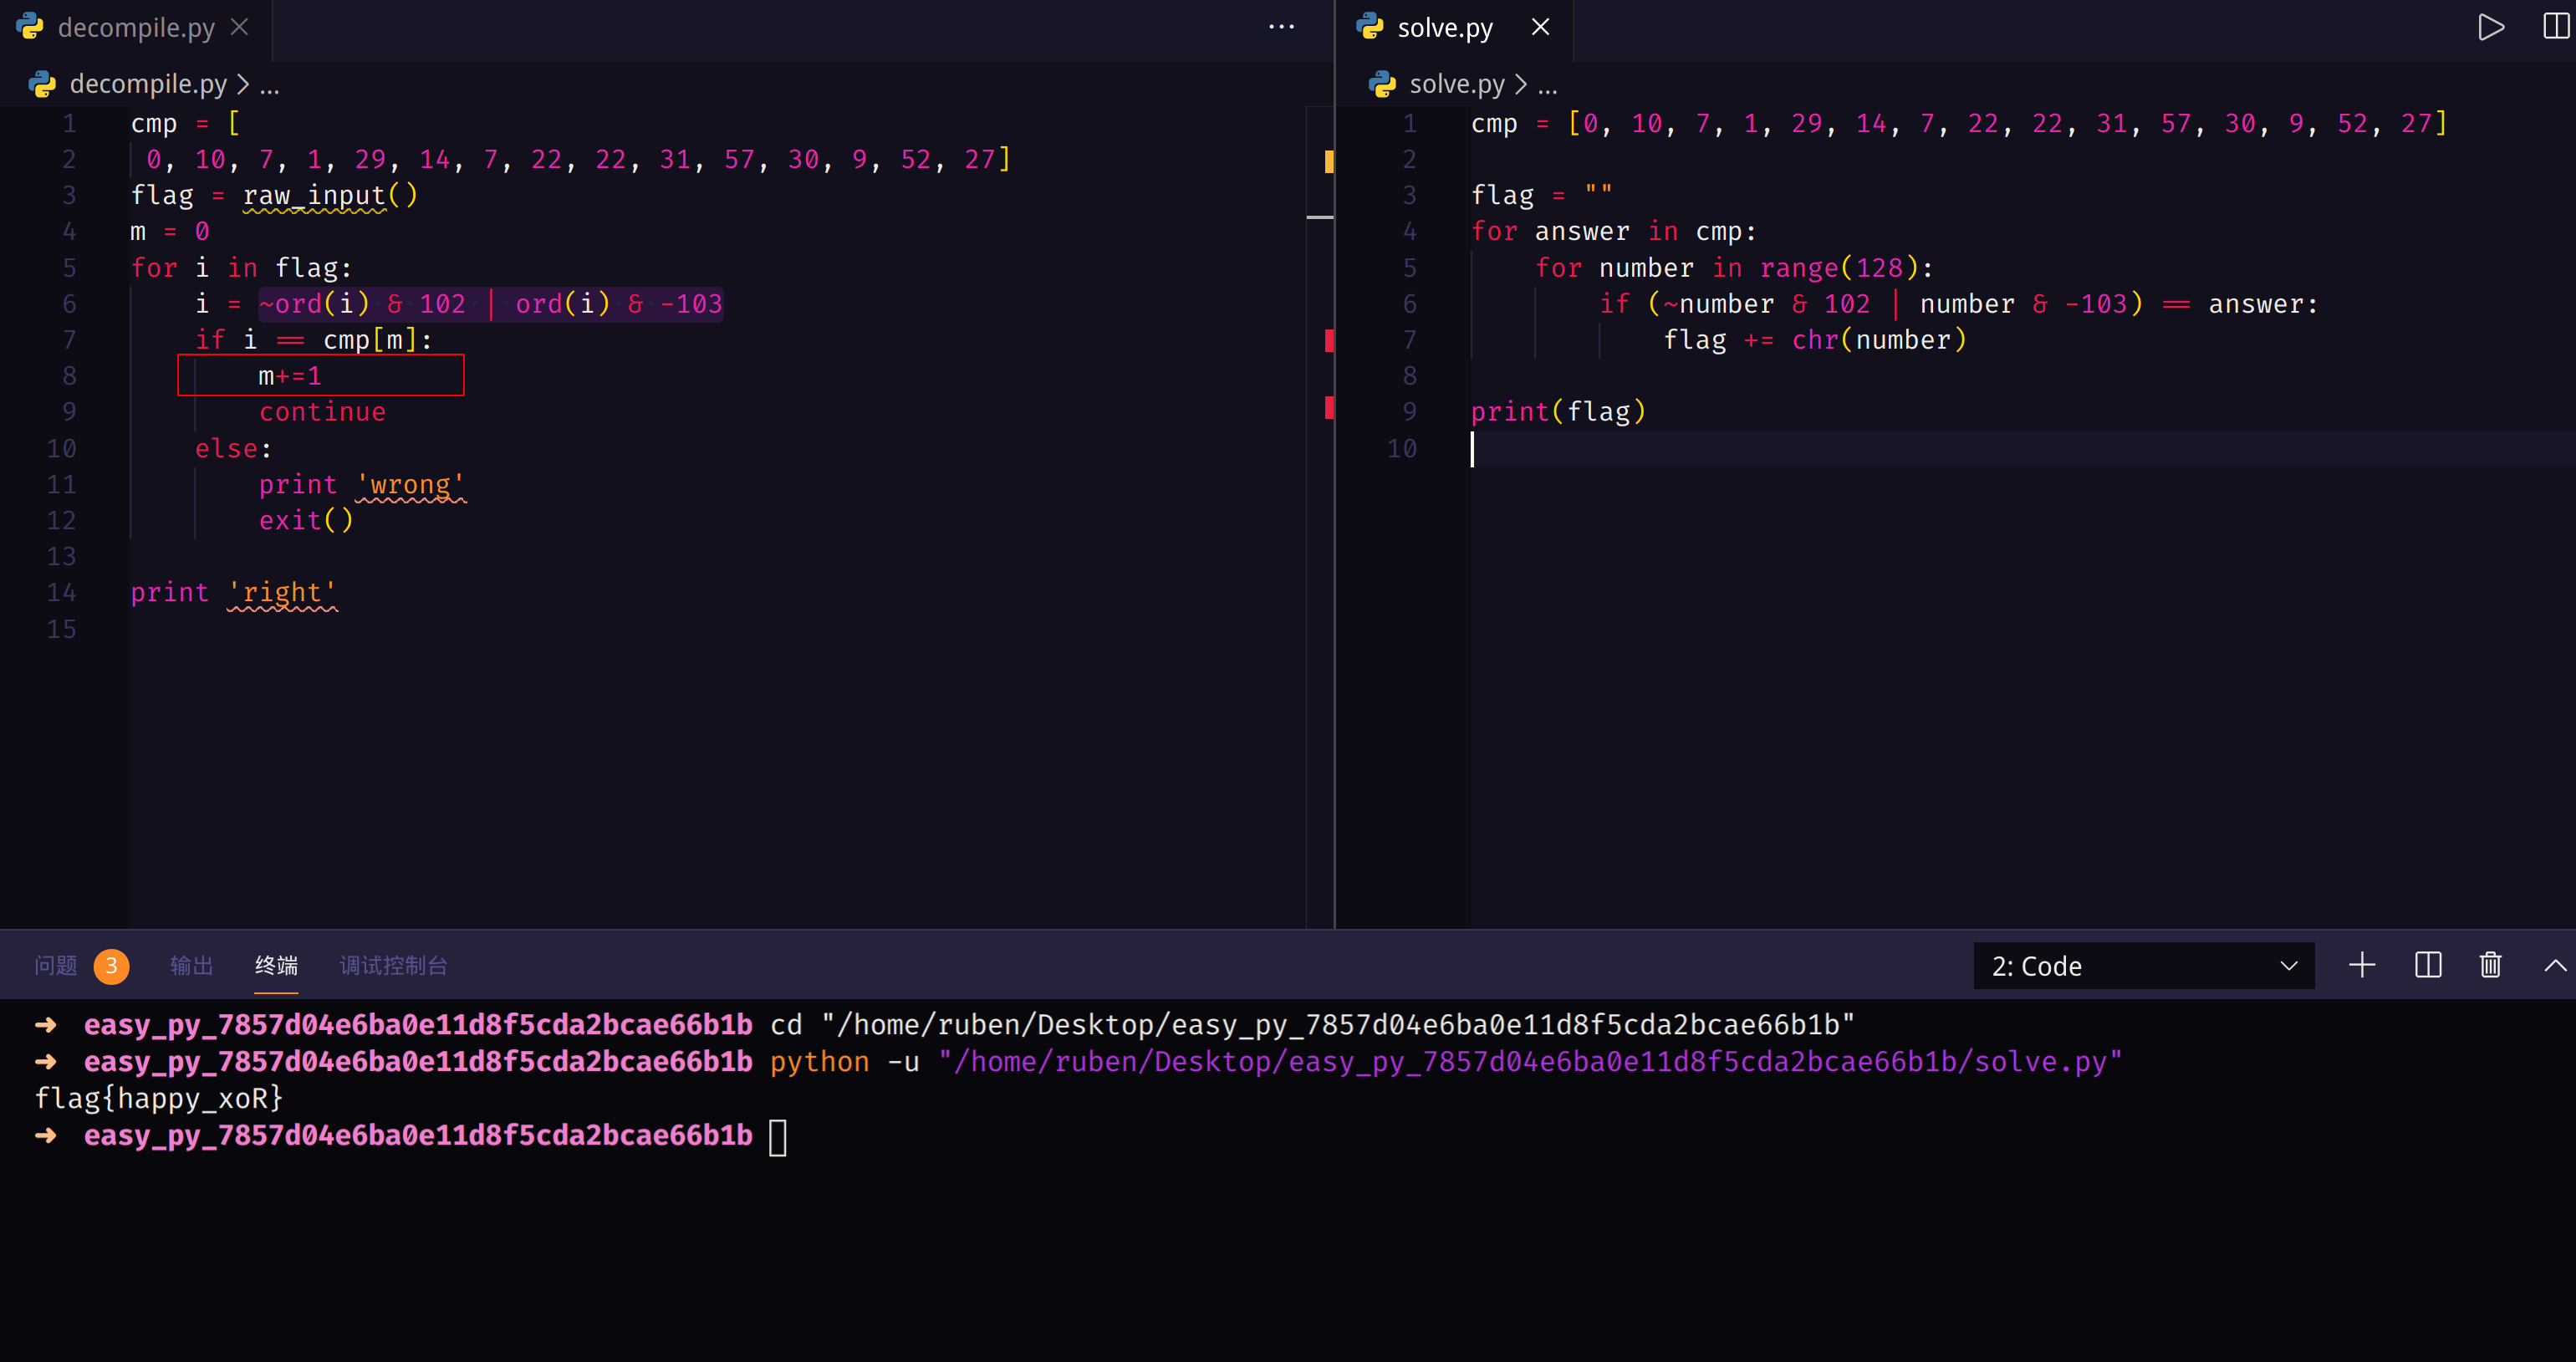 decompile.py
decompile.py > ...
1 cmp = [
2 0, 10, 7, 1, 29, 14, 7, 22, 22, 31, 57, 30, 9, 52, 27]
3 flag = raw_input()
4 m = 0
5 for i in flag:
6 i = ~ord(i) & 102 | ord(i) & -103
7 if i == cmp[m]:
8 m+=1
9 continue
10 else:
11 print 'wrong'
12 exit()
13
14 print 'right'
15
solve.py
solve.py > ...
1 cmp = [0, 10, 7, 1, 29, 14, 7, 22, 22, 31, 57, 30, 9, 52, 27]
2
3 flag = ""
4 for answer in cmp:
5 for number in range(128):
6 if (~number & 102 | number & -103) == answer:
7 flag += chr(number)
8
9 print(flag)
10
问题 3 输出 终端 调试控制台 2: Code
➜ easy_py_7857d04e6ba0e11d8f5cda2bcae66b1b cd "/home/ruben/Desktop/easy_py_7857d04e6ba0e11d8f5cda2bcae66b1b"
➜ easy_py_7857d04e6ba0e11d8f5cda2bcae66b1b python -u "/home/ruben/Desktop/easy_py_7857d04e6ba0e11d8f5cda2bcae66b1b/solve.py"
flag{happy_xoR}
➜ easy_py_7857d04e6ba0e11d8f5cda2bcae66b1b